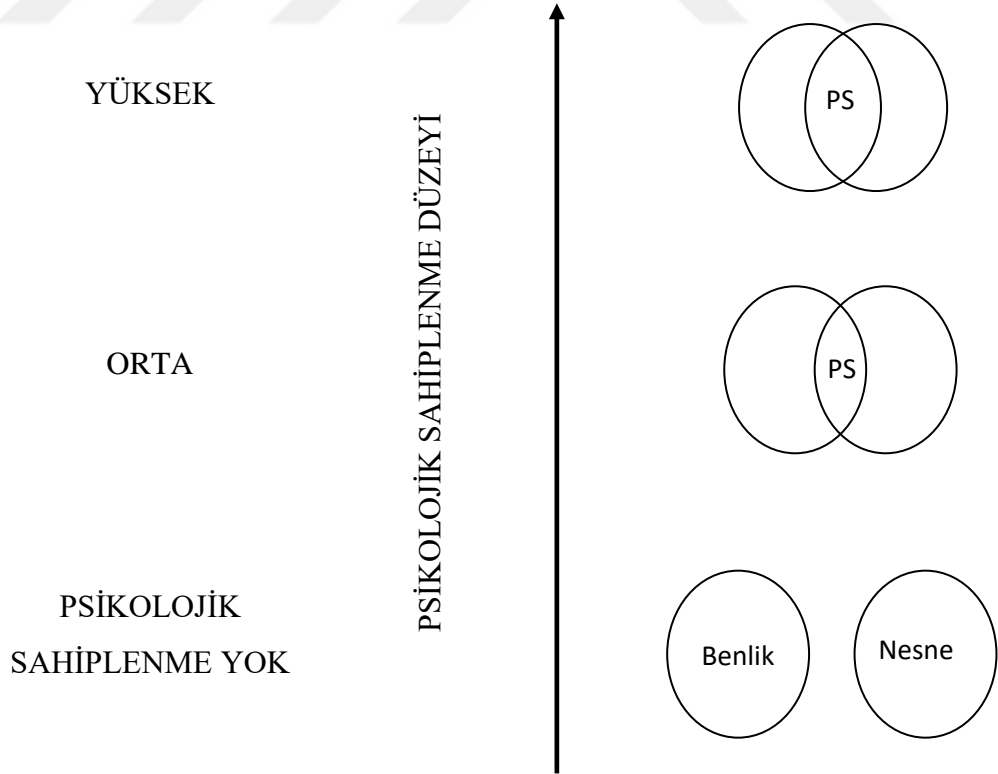 YÜKSEK
PS
PSİKOLOJİK SAHİPLENME DÜZEYİ
ORTA
PS
PSİKOLOJİK
SAHİPLENME YOK
Benlik
Nesne